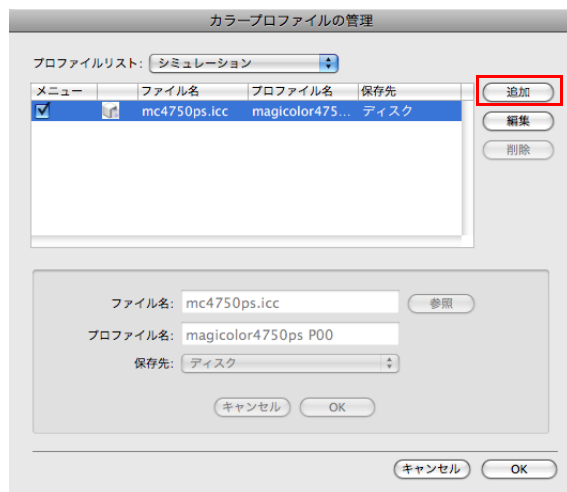 カラープロファイルの管理
プロファイルリスト: シミュレーション
メニュー ファイル名 プロファイル名 保存先
mc4750ps.icc magicolor475... ディスク
追加
編集
削除
ファイル名: mc4750ps.icc 参照
プロファイル名: magicolor4750ps P00
保存先: ディスク
キャンセル OK
キャンセル OK